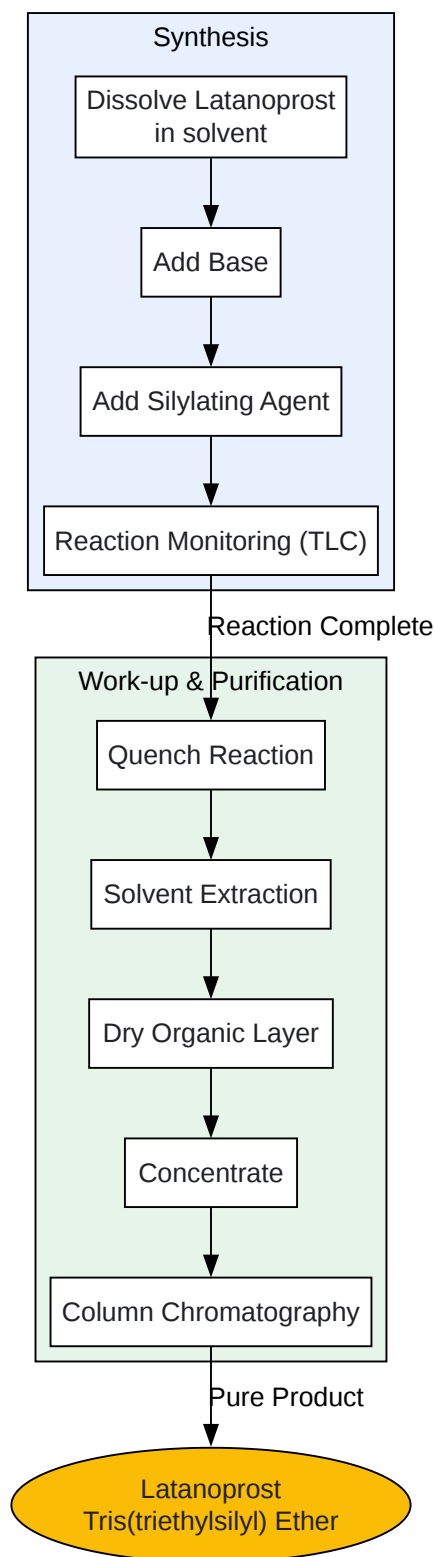 Synthesis
Dissolve Latanoprost
in solvent
Add Base
Add Silylating Agent
Reaction Monitoring (TLC)
Reaction Complete
Work-up & Purification
Quench Reaction
Solvent Extraction
Dry Organic Layer
Concentrate
Column Chromatography
Pure Product
Latanoprost
Tris(triethylsilyl) Ether